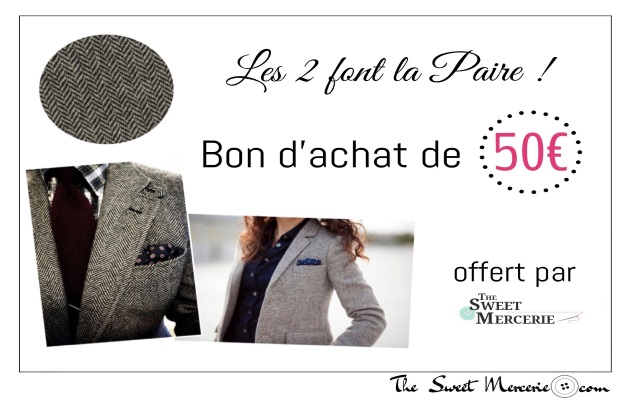 Les 2 font la Paire !
Bon d'achat de 50€
offert par
THE
SWEET
MERCERIE
The Sweet Mercerie.com